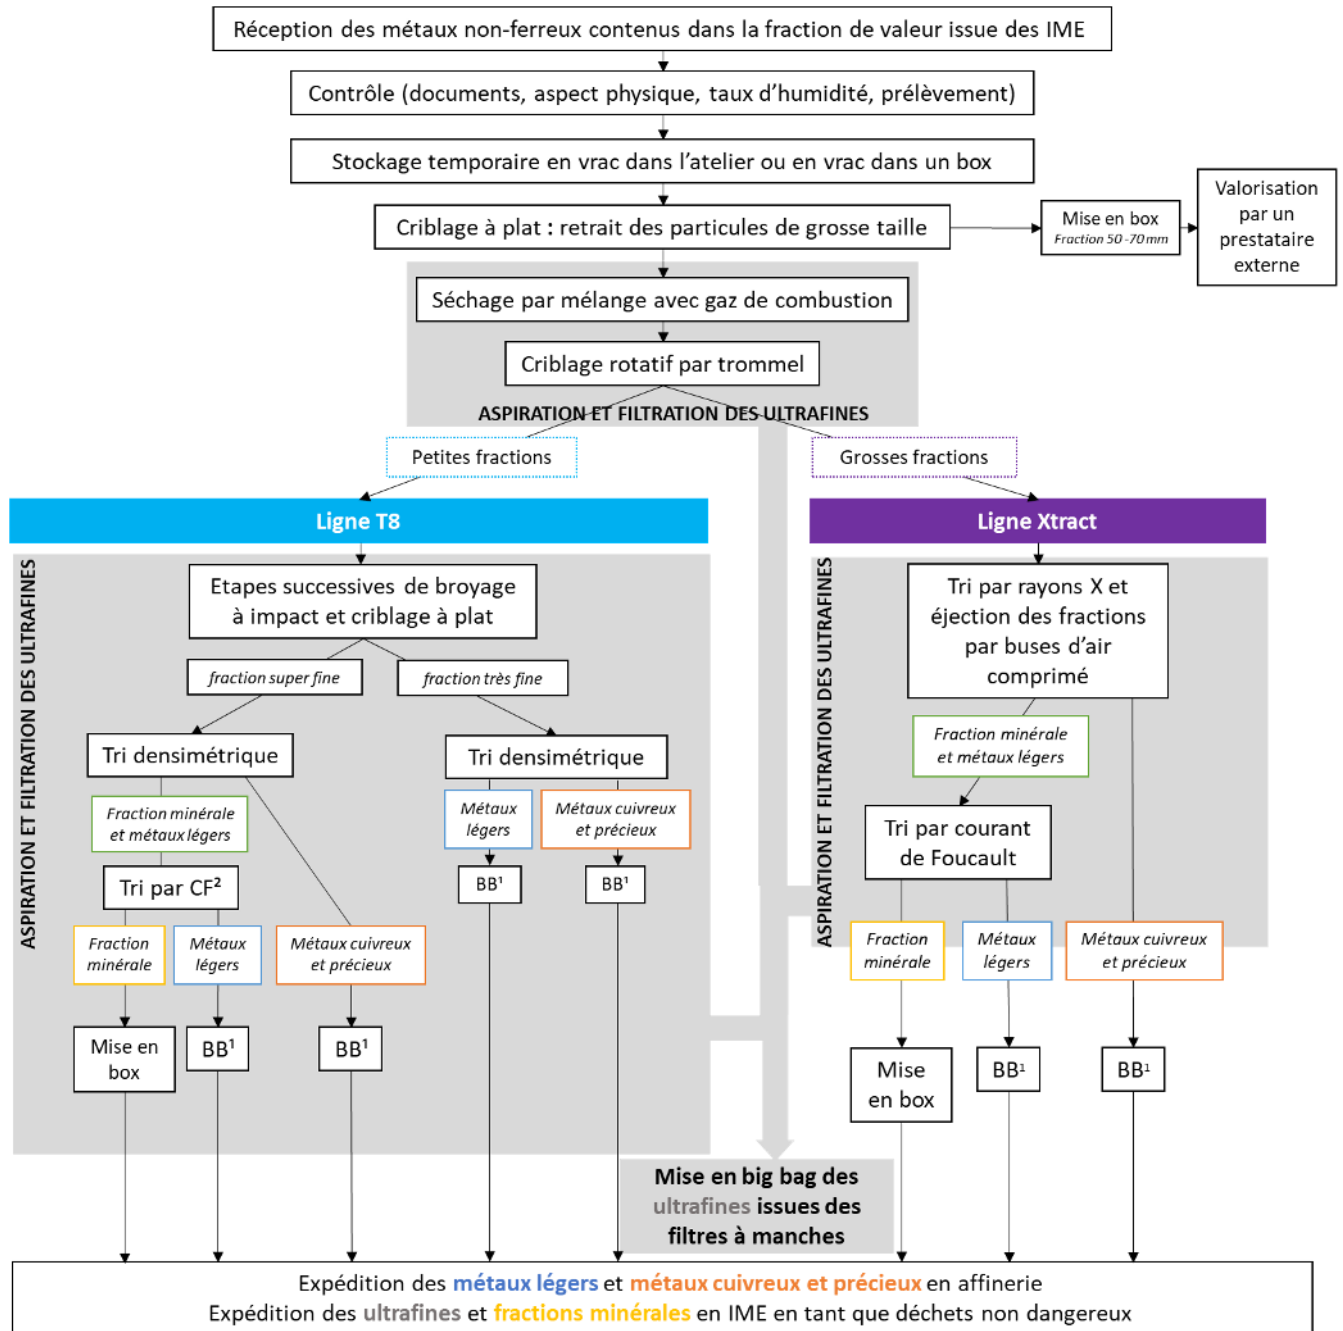 Réception des métaux non-ferreux contenus dans la fraction de valeur issue des IME
Contrôle (documents, aspect physique, taux d'humidité, prélèvement)
Stockage temporaire en vrac dans l'atelier ou en vrac dans un box
Criblage à plat : retrait des particules de grosse taille
Mise en box
Fraction 50 -70 mm
Valorisation
par un
prestataire
externe
Séchage par mélange avec gaz de combustion
Criblage rotatif par trommel
ASPIRATION ET FILTRATION DES ULTRAFINES
Petites fractions
Grosses fractions
Ligne T8
ASPIRATION ET FILTRATION DES ULTRAFINES
Etapes successives de broyage
à impact et criblage à plat
fraction super fine
fraction très fine
Tri densimétrique
Tri densimétrique
Fraction minérale
et métaux légers
Métaux
légers
Métaux cuivreux
et précieux
Tri par CF²
BB¹
BB¹
Fraction
minérale
Métaux
légers
Métaux cuivreux
et précieux
Mise en
box
BB¹
BB¹
Ligne Xtract
ASPIRATION ET FILTRATION DES ULTRAFINES
Tri par rayons X et
éjection des fractions
par buses d'air
comprimé
Fraction minérale
et métaux légers
Tri par courant
de Foucault
Fraction
minérale
Métaux
légers
Métaux cuivreux
et précieux
Mise
en box
BB¹
BB¹
Mise en big bag des
ultrafines issues des
filtres à manches
Expédition des métaux légers et métaux cuivreux et précieux en affinerie
Expédition des ultrafines et fractions minérales en IME en tant que déchets non dangereux